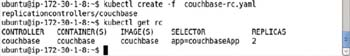 ubuntu@ip-172-30-1-8:~$ kubectl create -f couchbase-rc.yaml
replicationcontrollers/couchbase
ubuntu@ip-172-30-1-8:~$ kubectl get rc
CONTROLLER CONTAINER(S) IMAGE(S) SELECTOR REPLICAS
couchbase couchbase couchbase app=couchbaseApp 2
ubuntu@ip-172-30-1-8:~$